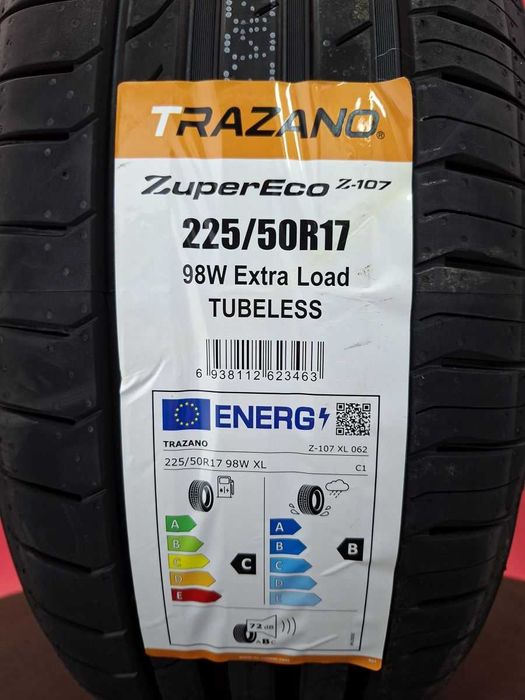 TRAZANO®
ZuperEco Z-107
225/50R17
98W Extra Load
TUBELESS
6 938112 623463
ENERG
TRAZANO
Z-107 XL 062
225/50R17 98W XL
C1
A
B
C
D
E
C
A
B
C
D
E
B
72 dB
ABC